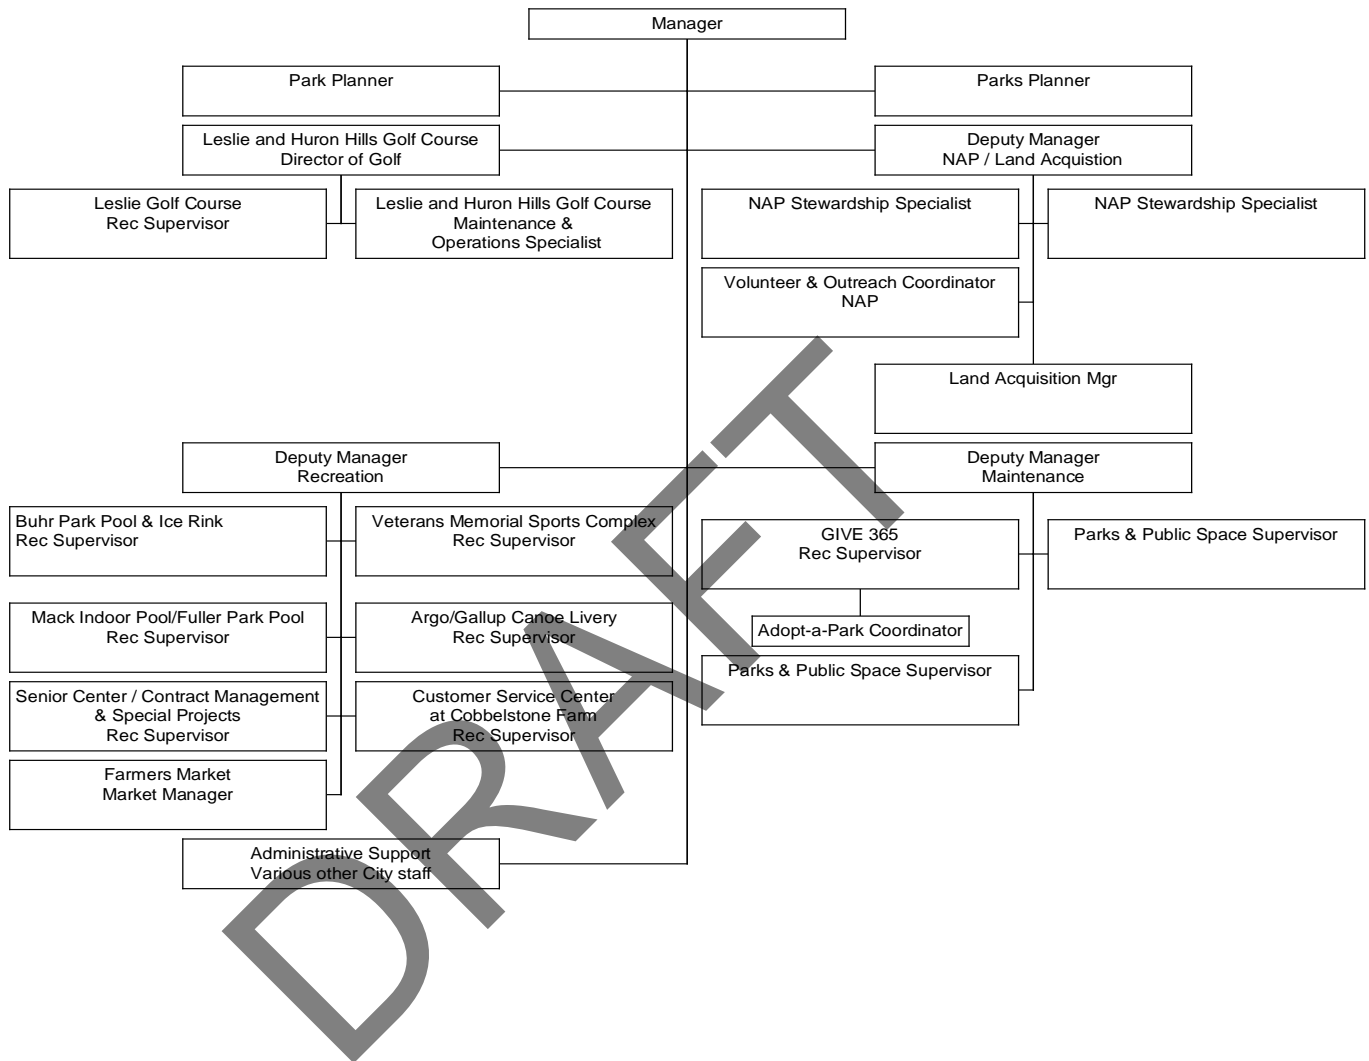 Manager
Park Planner
Parks Planner
Leslie and Huron Hills Golf Course
Director of Golf
Deputy Manager
NAP / Land Acquistion
Leslie Golf Course
Rec Supervisor
Leslie and Huron Hills Golf Course
Maintenance &
Operations Specialist
NAP Stewardship Specialist
NAP Stewardship Specialist
Volunteer & Outreach Coordinator
NAP
Land Acquisition Mgr
Deputy Manager
Recreation
Deputy Manager
Maintenance
Buhr Park Pool & Ice Rink
Rec Supervisor
Veterans Memorial Sports Complex
Rec Supervisor
GIVE 365
Rec Supervisor
Parks & Public Space Supervisor
Mack Indoor Pool/Fuller Park Pool
Rec Supervisor
Argo/Gallup Canoe Livery
Rec Supervisor
Adopt-a-Park Coordinator
Parks & Public Space Supervisor
Senior Center / Contract Management
& Special Projects
Rec Supervisor
Customer Service Center
at Cobbelstone Farm
Rec Supervisor
Farmers Market
Market Manager
Administrative Support
Various other City staff
DRAFT